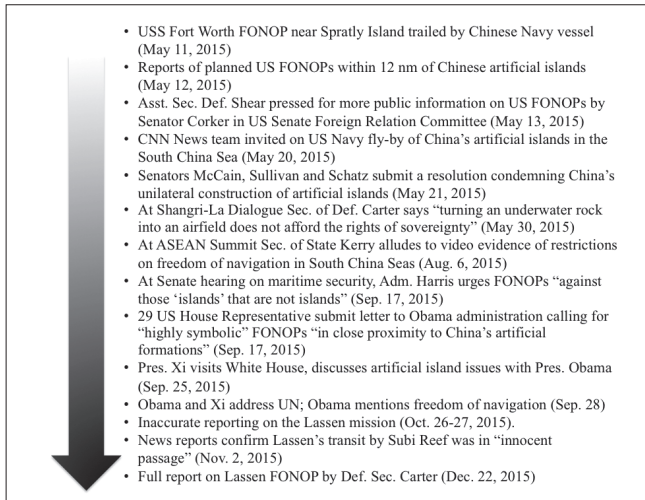 • USS Fort Worth FONOP near Spratly Island trailed by Chinese Navy vessel
(May 11, 2015)
• Reports of planned US FONOPs within 12 nm of Chinese artificial islands
(May 12, 2015)
• Asst. Sec. Def. Shear pressed for more public information on US FONOPs by
Senator Corker in US Senate Foreign Relation Committee (May 13, 2015)
• CNN News team invited on US Navy fly-by of China's artificial islands in the
South China Sea (May 20, 2015)
• Senators McCain, Sullivan and Schatz submit a resolution condemning China's
unilateral construction of artificial islands (May 21, 2015)
• At Shangri-La Dialogue Sec. of Def. Carter says “turning an underwater rock
into an airfield does not afford the rights of sovereignty” (May 30, 2015)
• At ASEAN Summit Sec. of State Kerry alludes to video evidence of restrictions
on freedom of navigation in South China Seas (Aug. 6, 2015)
• At Senate hearing on maritime security, Adm. Harris urges FONOPs “against
those ‘islands’ that are not islands” (Sep. 17, 2015)
• 29 US House Representative submit letter to Obama administration calling for
“highly symbolic” FONOPs “in close proximity to China's artificial
formations” (Sep. 17, 2015)
• Pres. Xi visits White House, discusses artificial island issues with Pres. Obama
(Sep. 25, 2015)
• Obama and Xi address UN; Obama mentions freedom of navigation (Sep. 28)
• Inaccurate reporting on the Lassen mission (Oct. 26-27, 2015).
• News reports confirm Lassen's transit by Subi Reef was in “innocent
passage” (Nov. 2, 2015)
• Full report on Lassen FONOP by Def. Sec. Carter (Dec. 22, 2015)